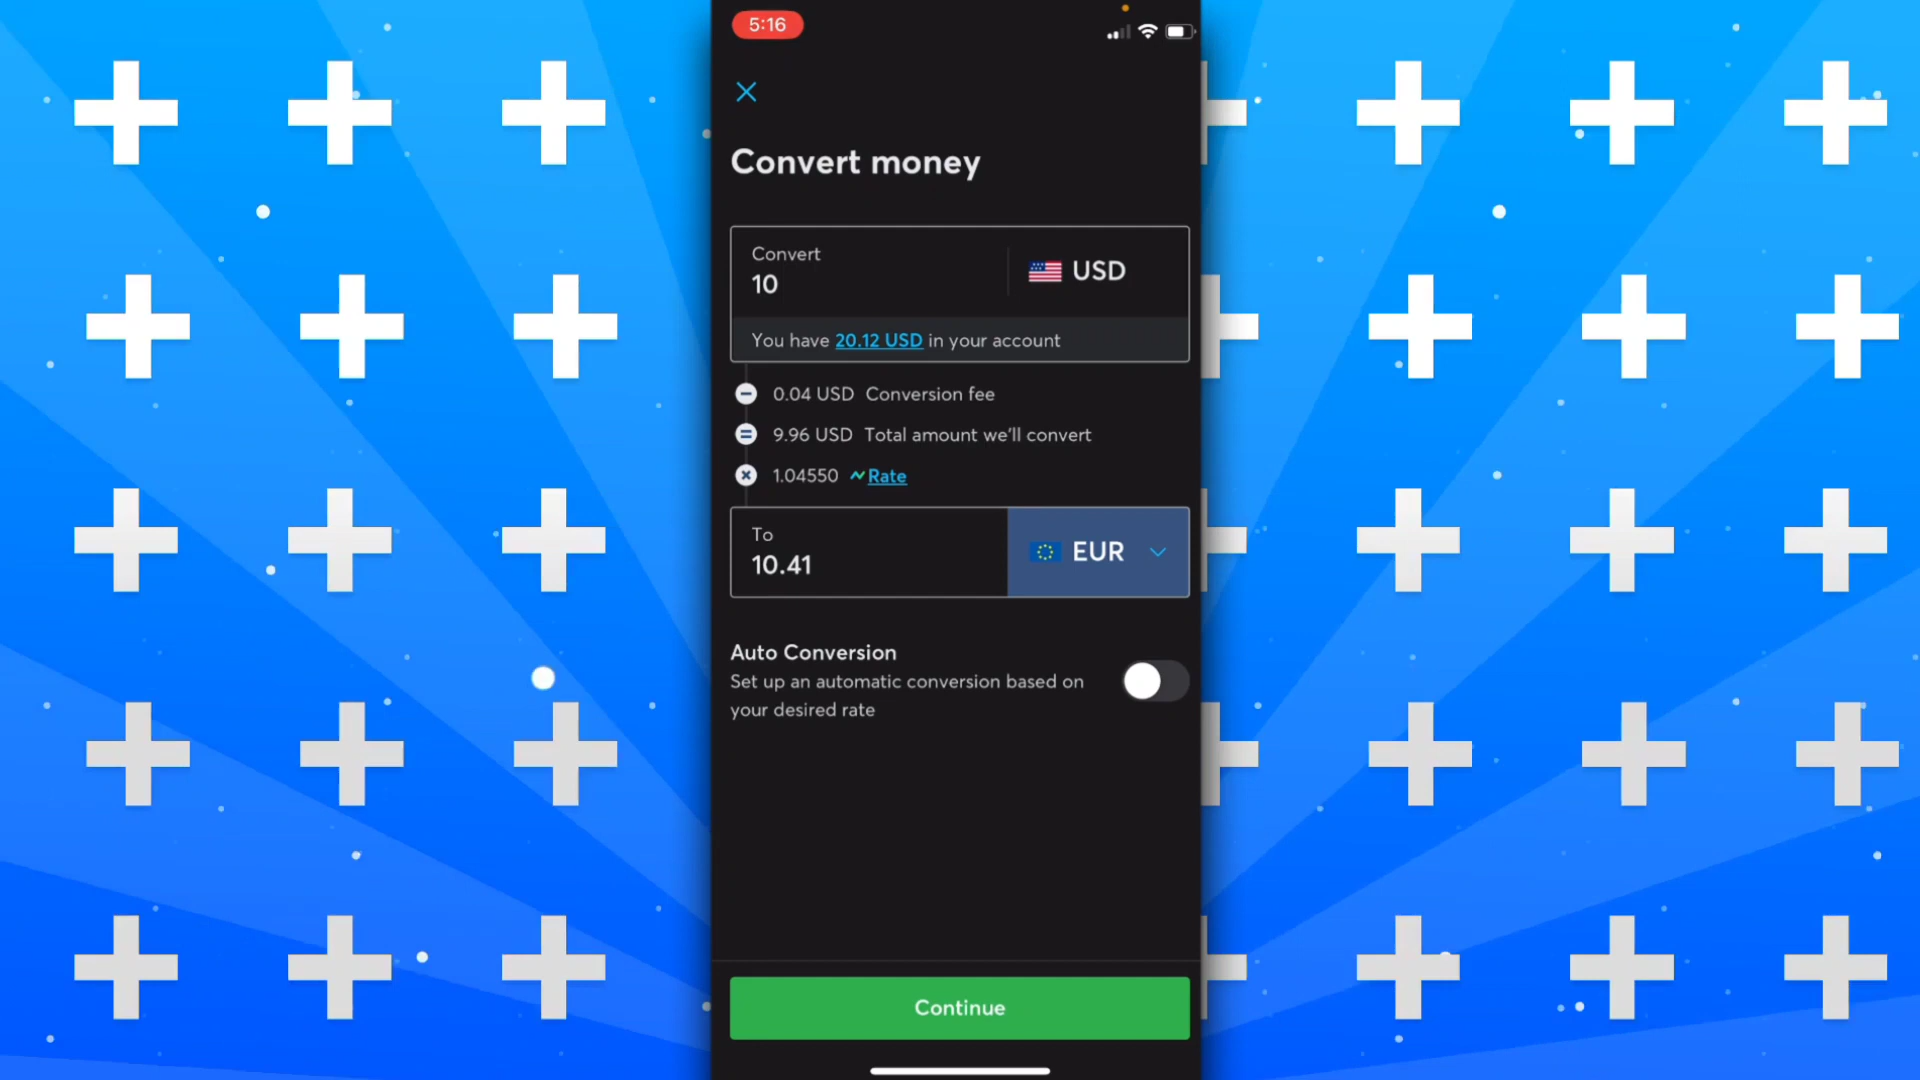 5:16
Convert money
Convert
10
USD
You have 20.12 USD in your account
0.04 USD Conversion fee
9.96 USD Total amount we'll convert
1.04550 Rate
To
10.41
EUR
Auto Conversion
Set up an automatic conversion based on
your desired rate
Continue